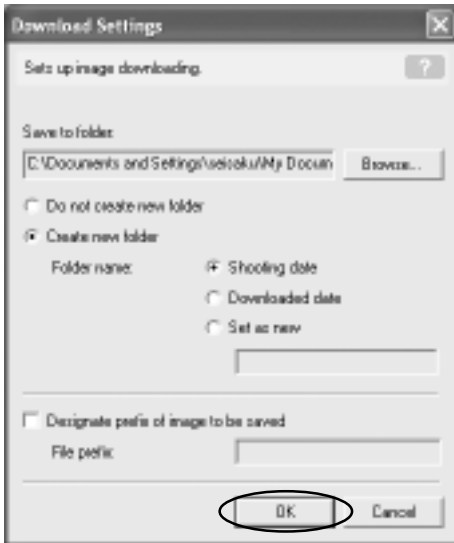 Download Settings
Sets up image downloading.
?
Save to folder:
C:\Documents and Settings\seisaku\My Docum
Browse...
Do not create new folder
Create new folder
Folder name:
Shooting date
Downloaded date
Set as new
Designate prefix of image to be saved
File prefix:
OK
Cancel